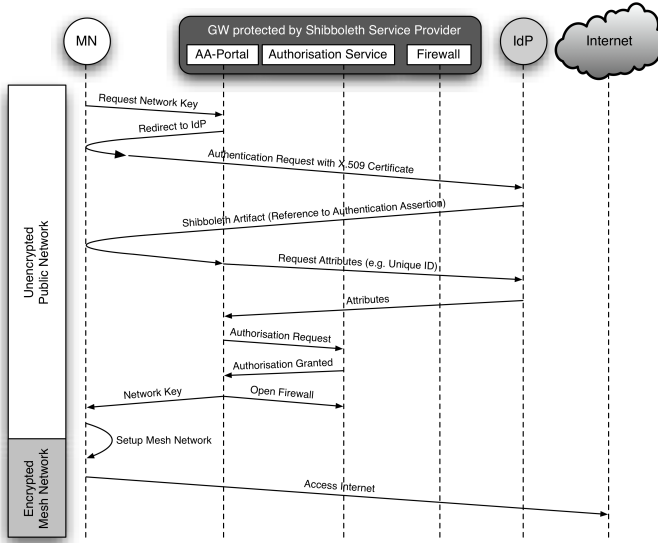 GW protected by Shibboleth Service Provider
MN
AA-Portal
Authorisation Service
Firewall
IdP
Internet
Request Network Key
Redirect to IdP
Authentication Request with X.509 Certificate
Shibboleth Artifact (Reference to Authentication Assertion)
Request Attributes (e.g. Unique ID)
Attributes
Authorisation Request
Authorisation Granted
Network Key
Open Firewall
Setup Mesh Network
Access Internet
Unencrypted
Public Network
Encrypted
Mesh Network